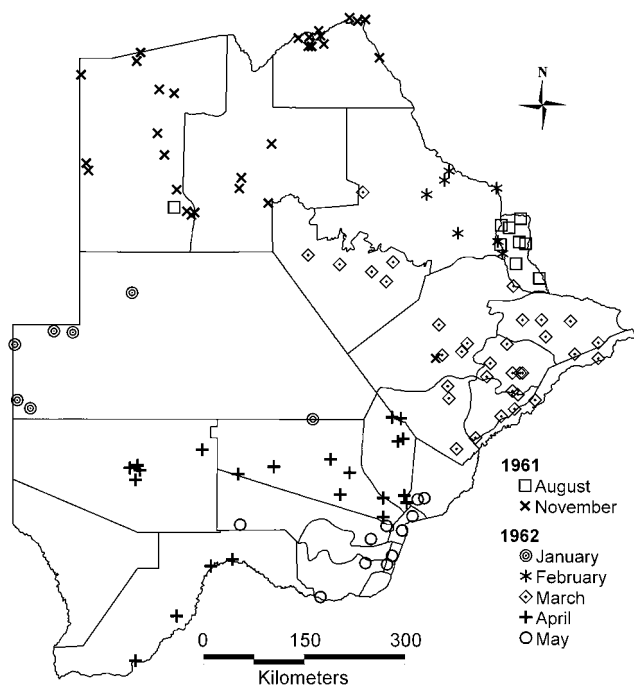 N
1961
August
November
1962
January
February
March
April
May
0 150 300
Kilometers